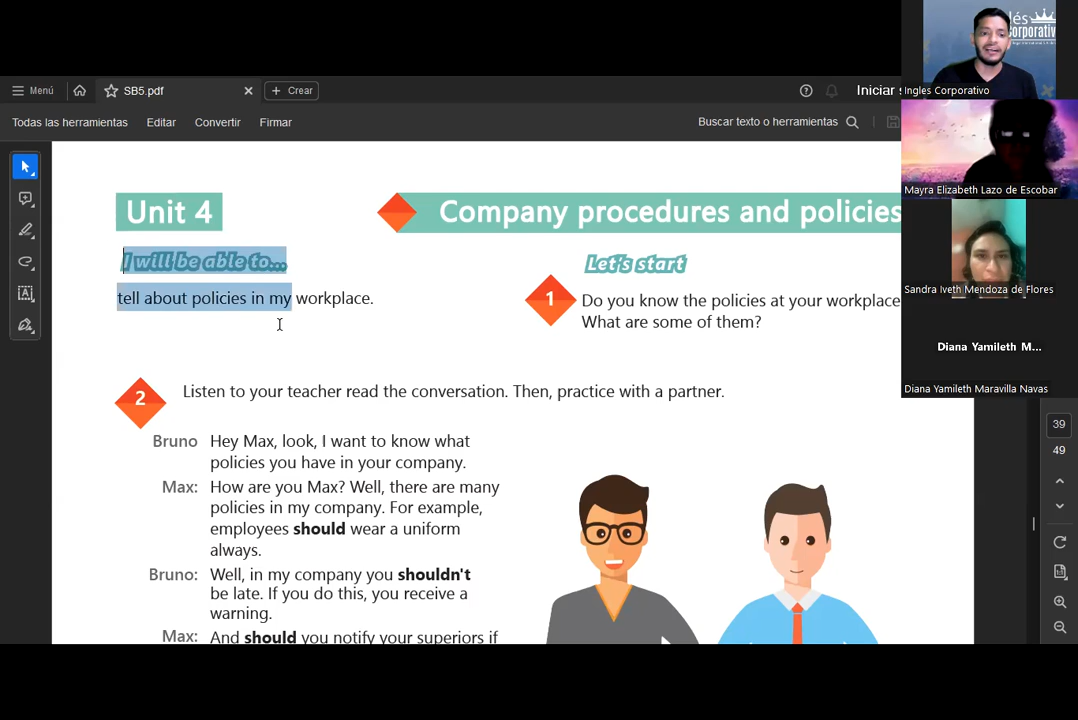 Menú
SB5.pdf
Crear
Iniciar
Todas las herramientas
Editar
Convertir
Firmar
Buscar texto o herramientas
Unit 4
Company procedures and policies
I will be able to...
tell about policies in my workplace.
Let's start
1
Do you know the policies at your workplace
What are some of them?
2
Listen to your teacher read the conversation. Then, practice with a partner.
Bruno Hey Max, look, I want to know what
policies you have in your company.
Max: How are you Max? Well, there are many
policies in my company. For example,
employees should wear a uniform
always.
Bruno: Well, in my company you shouldn't
be late. If you do this, you receive a
warning.
Max: And should you notify your superiors if
39
49
Ingles Corporativo
Mayra Elizabeth Lazo de Escobar
Sandra Iveth Mendoza de Flores
Diana Yamileth M...
Diana Yamileth Maravilla Navas